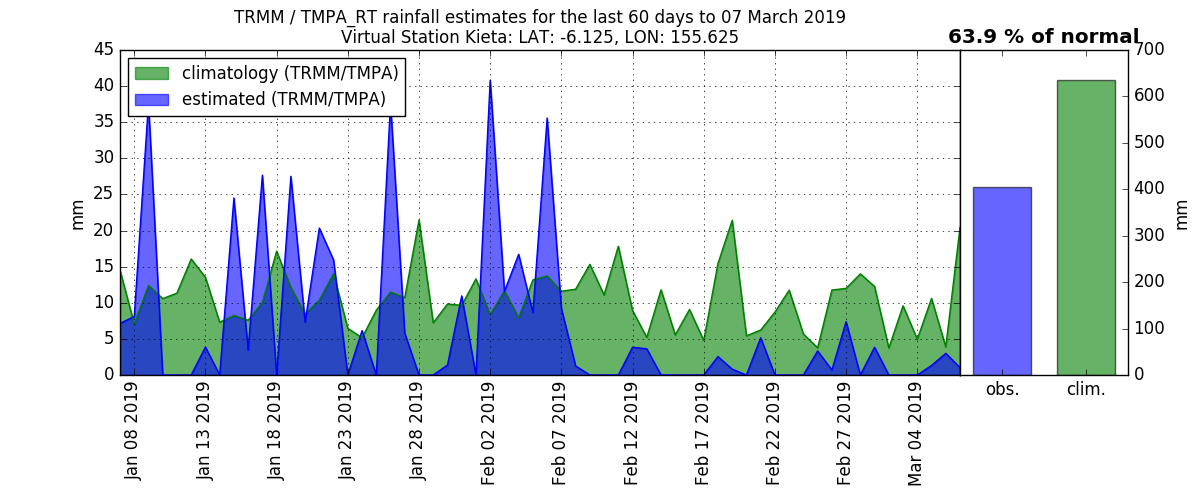 TRMM / TMPA_RT rainfall estimates for the last 60 days to 07 March 2019
Virtual Station Kieta: LAT: -6.125, LON: 155.625
63.9 % of normal
climatology (TRMM/TMPA)
estimated (TRMM/TMPA)
mm
45
40
35
30
25
20
15
10
5
0
Jan 08 2019
Jan 13 2019
Jan 18 2019
Jan 23 2019
Jan 28 2019
Feb 02 2019
Feb 07 2019
Feb 12 2019
Feb 17 2019
Feb 22 2019
Feb 27 2019
Mar 04 2019
obs.
clim.
700
600
500
400
300
200
100
0
mm